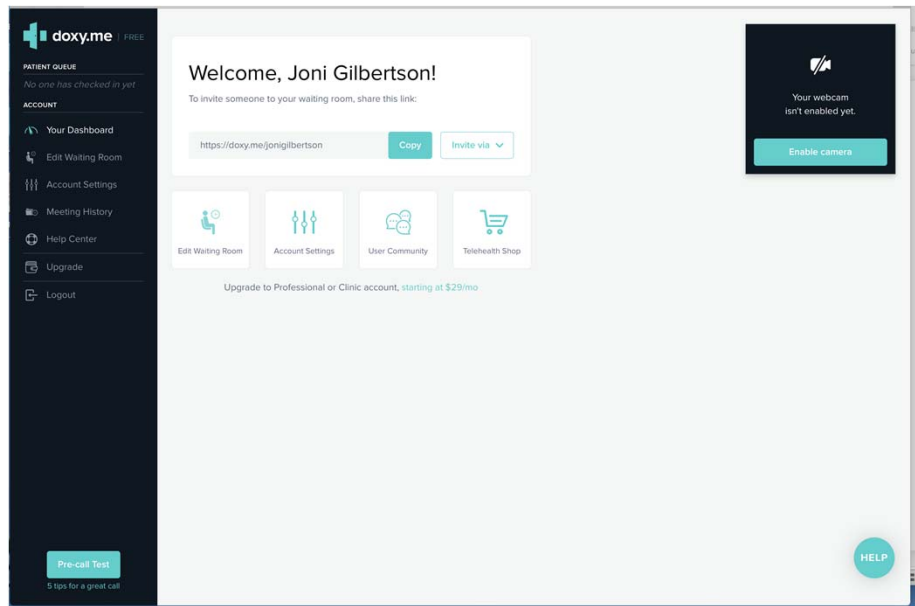 doxy.me | FREE
PATIENT QUEUE
No one has checked in yet
ACCOUNT
Your Dashboard
Edit Waiting Room
Account Settings
Meeting History
Help Center
Upgrade
Logout
Pre-call Test
5 tips for a great call
Welcome, Joni Gilbertson!
To invite someone to your waiting room, share this link:
https://doxy.me/jonigilbertson
Copy
Invite via
Edit Waiting Room
Account Settings
User Community
Telehealth Shop
Upgrade to Professional or Clinic account, starting at $29/mo
Your webcam
isn't enabled yet.
Enable camera
HELP